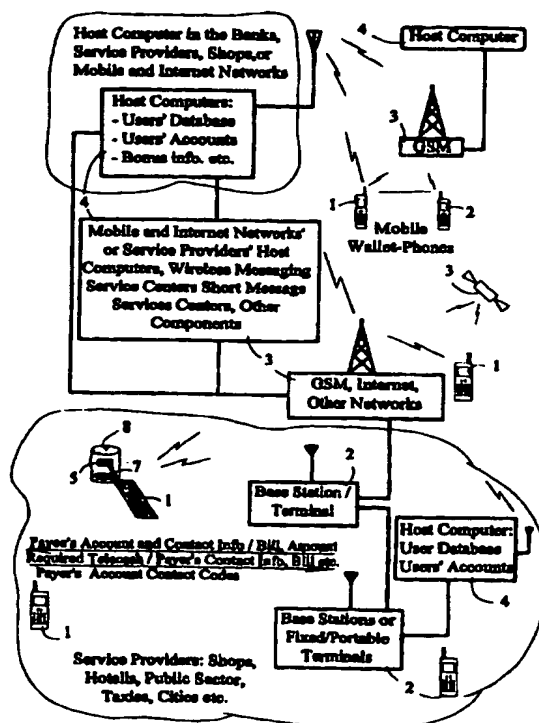 Host Computer in the Banks,
Service Providers, Shops,or
Mobile and Internet Networks
Host Computers:
- Users' Database
- Users' Accounts
- Bonus info. etc.
4
4
Host Computer
3
GSM
1
2
Mobile
Wallet-Phones
Mobile and Internet Networks'
or Service Providers' Host
Computers, Wireless Messaging
Service Centers Short Message
Services Centers, Other
Components
3
3
1
GSM, Internet,
Other Networks
8
5
7
1
2
Base Station /
Terminal
Host Computer:
User Database
Users' Accounts
4
Payer's Account and Contact Info / Bill, Amount
Required Telecash / Payer's Contact Info, Bill etc.
Payer's Account Contact Codes
1
Base Stations or
Fixed/Portable
Terminals
2
1
Service Providers: Shops,
Hotells, Public Sector,
Taxies, Cities etc.